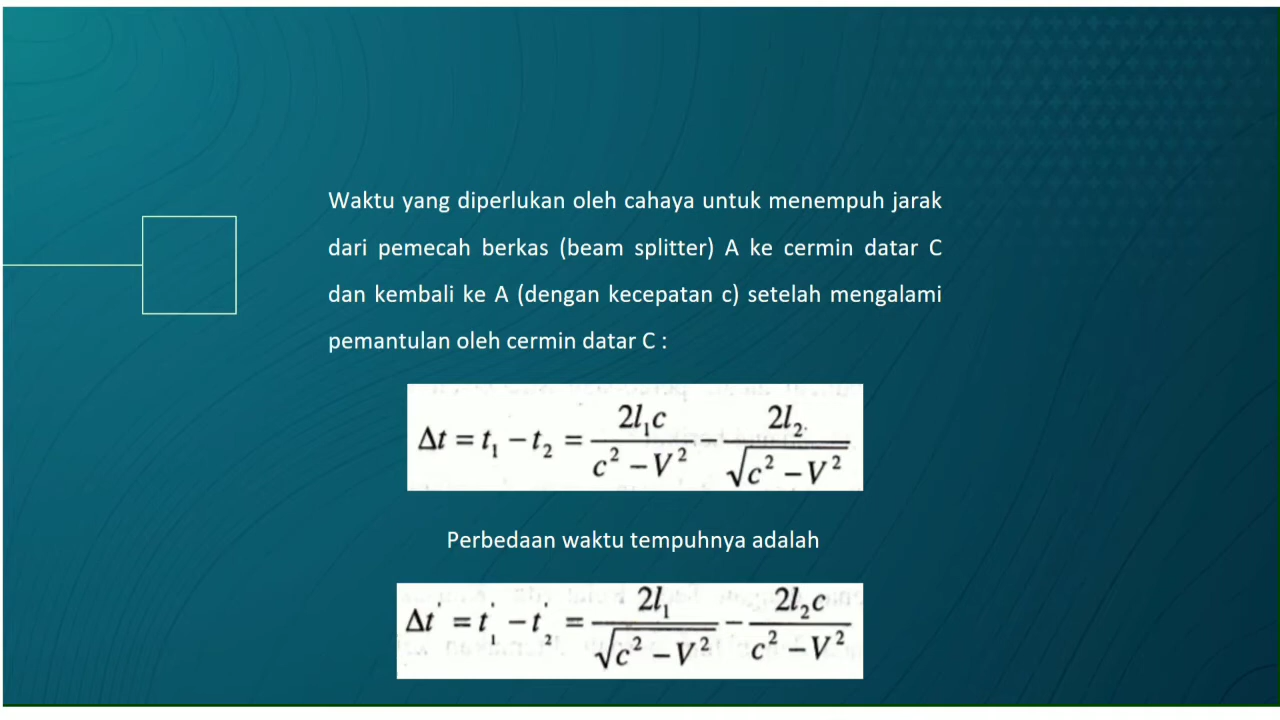 Waktu yang diperlukan oleh cahaya untuk menempuh jarak
dari pemecah berkas (beam splitter) A ke cermin datar C
dan kembali ke A (dengan kecepatan c) setelah mengalami
pemantulan oleh cermin datar C :
Δt = t₁ − t₂ = 2l₁c / (c² − V²) − 2l₂ / √(c² − V²)
Perbedaan waktu tempuhnya adalah
Δt' = t'₁ − t'₂ = 2l₁ / √(c² − V²) − 2l₂c / (c² − V²)